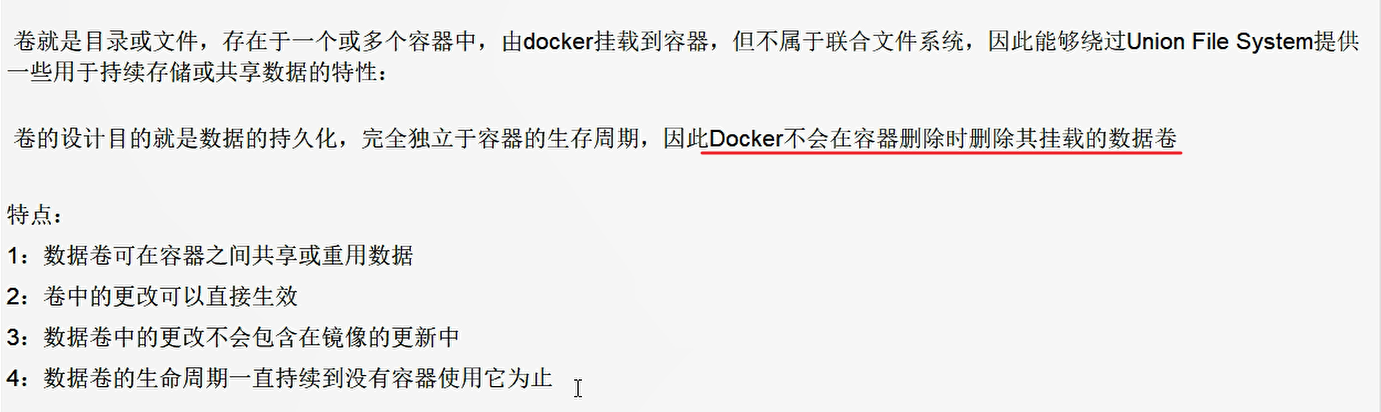 卷就是目录或文件，存在于一个或多个容器中，由docker挂载到容器，但不属于联合文件系统，因此能够绕过Union File System提供
一些用于持续存储或共享数据的特性：
卷的设计目的就是数据的持久化，完全独立于容器的生存周期，因此Docker不会在容器删除时删除其挂载的数据卷
特点：
1：数据卷可在容器之间共享或重用数据
2：卷中的更改可以直接生效
3：数据卷中的更改不会包含在镜像的更新中
4：数据卷的生命周期一直持续到没有容器使用它为止